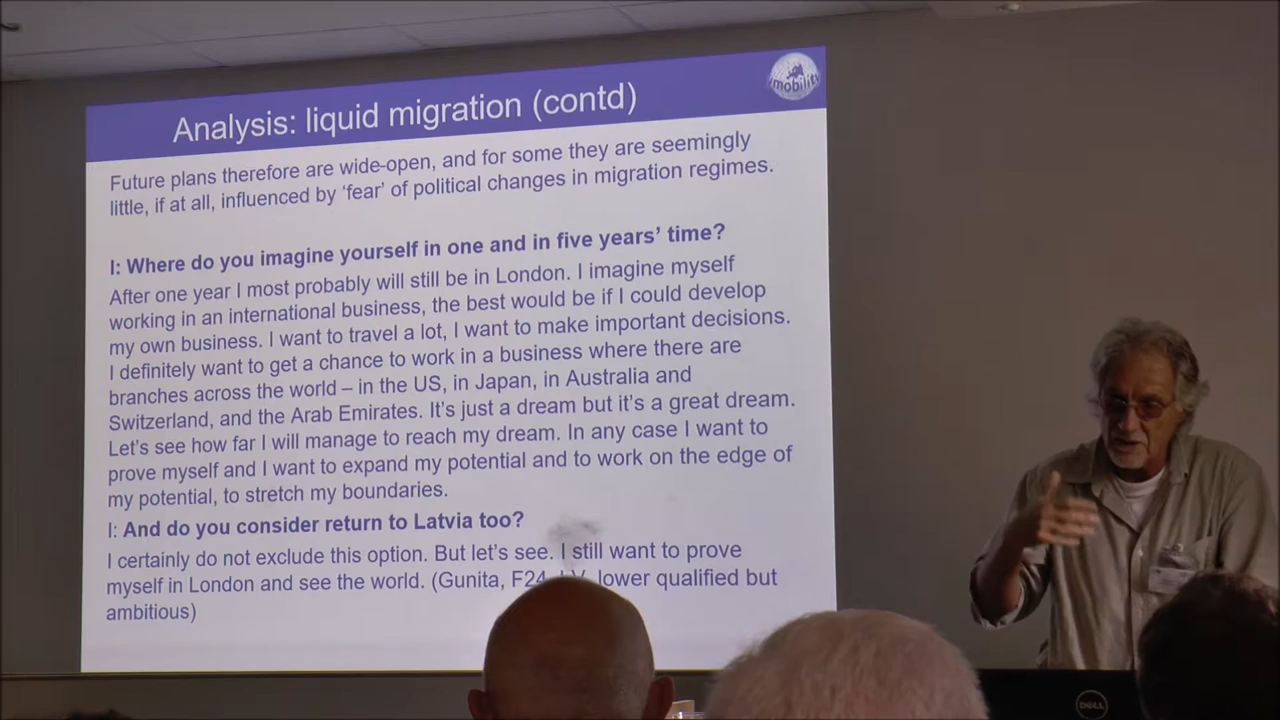 Analysis: liquid migration (contd)
ymobility
Future plans therefore are wide-open, and for some they are seemingly
little, if at all, influenced by ‘fear’ of political changes in migration regimes.
I: Where do you imagine yourself in one and in five years’ time?
After one year I most probably will still be in London. I imagine myself
working in an international business, the best would be if I could develop
my own business. I want to travel a lot, I want to make important decisions.
I definitely want to get a chance to work in a business where there are
branches across the world – in the US, in Japan, in Australia and
Switzerland, and the Arab Emirates. It’s just a dream but it’s a great dream.
Let’s see how far I will manage to reach my dream. In any case I want to
prove myself and I want to expand my potential and to work on the edge of
my potential, to stretch my boundaries.
I: And do you consider return to Latvia too?
I certainly do not exclude this option. But let’s see. I still want to prove
myself in London and see the world. (Gunita, F24, lower qualified but
ambitious)
DELL